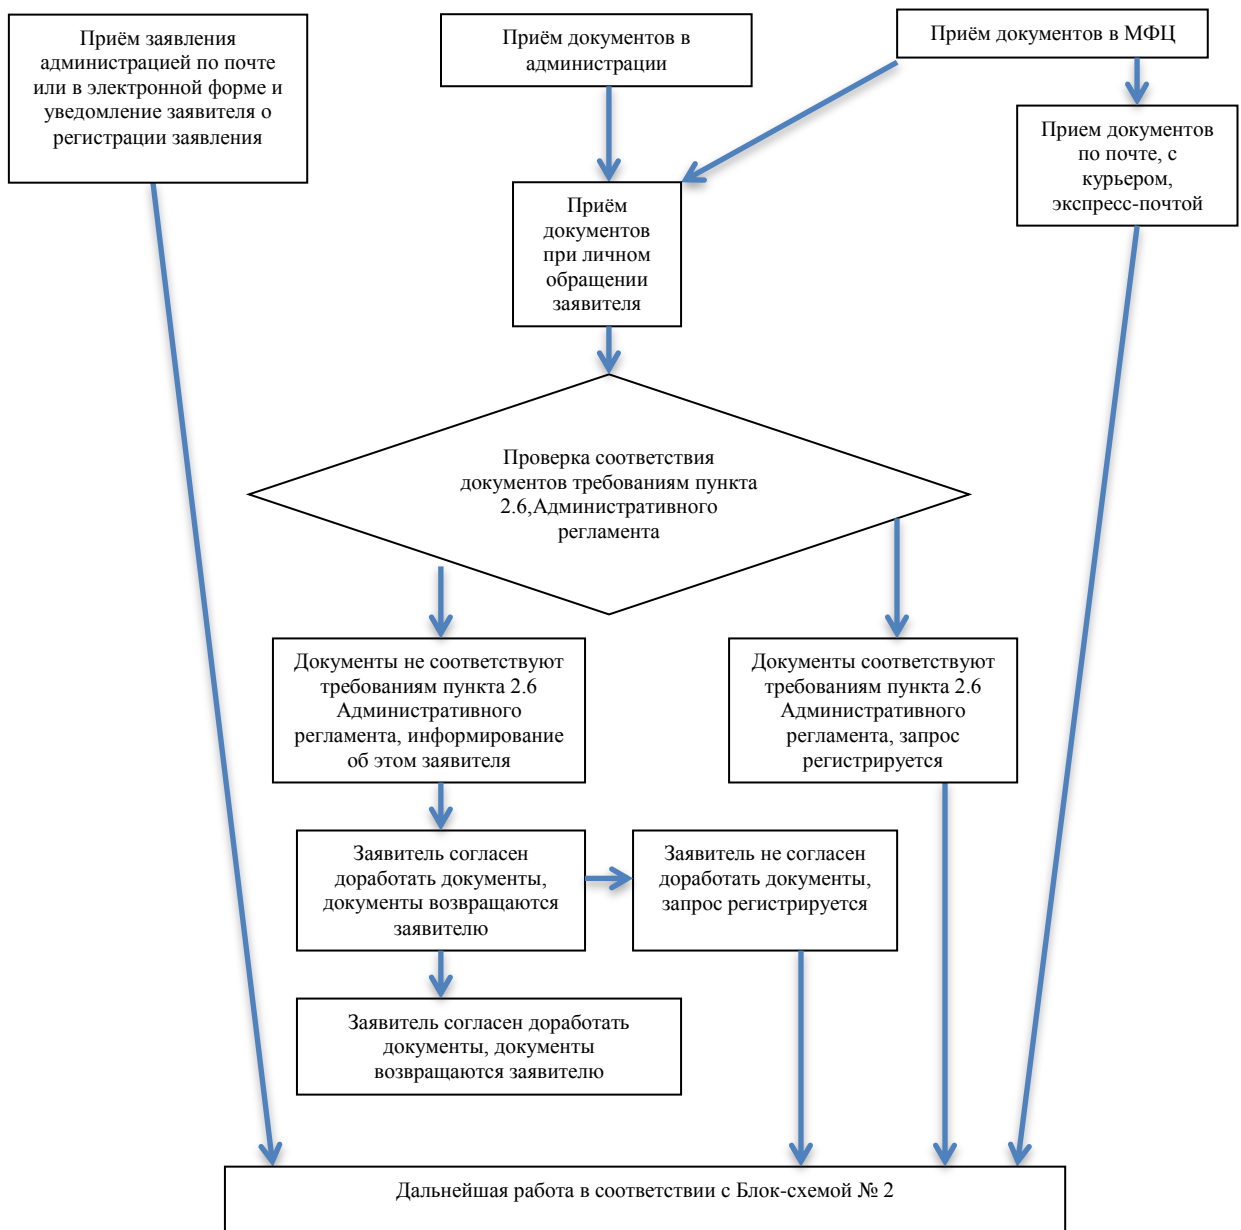 Приём заявления
администрацией по почте
или в электронной форме и
уведомление заявителя о
регистрации заявления
Приём документов в
администрации
Приём документов в МФЦ
Прием документов
по почте, с
курьером,
экспресс-почтой
Приём
документов
при личном
обращении
заявителя
Проверка соответствия
документов требованиям пункта
2.6,Административного
регламента
Документы не соответствуют
требованиям пункта 2.6
Административного
регламента, информирование
об этом заявителя
Документы соответствуют
требованиям пункта 2.6
Административного
регламента, запрос
регистрируется
Заявитель согласен
доработать документы,
документы возвращаются
заявителю
Заявитель не согласен
доработать документы,
запрос регистрируется
Заявитель согласен доработать
документы, документы
возвращаются заявителю
Дальнейшая работа в соответствии с Блок-схемой № 2